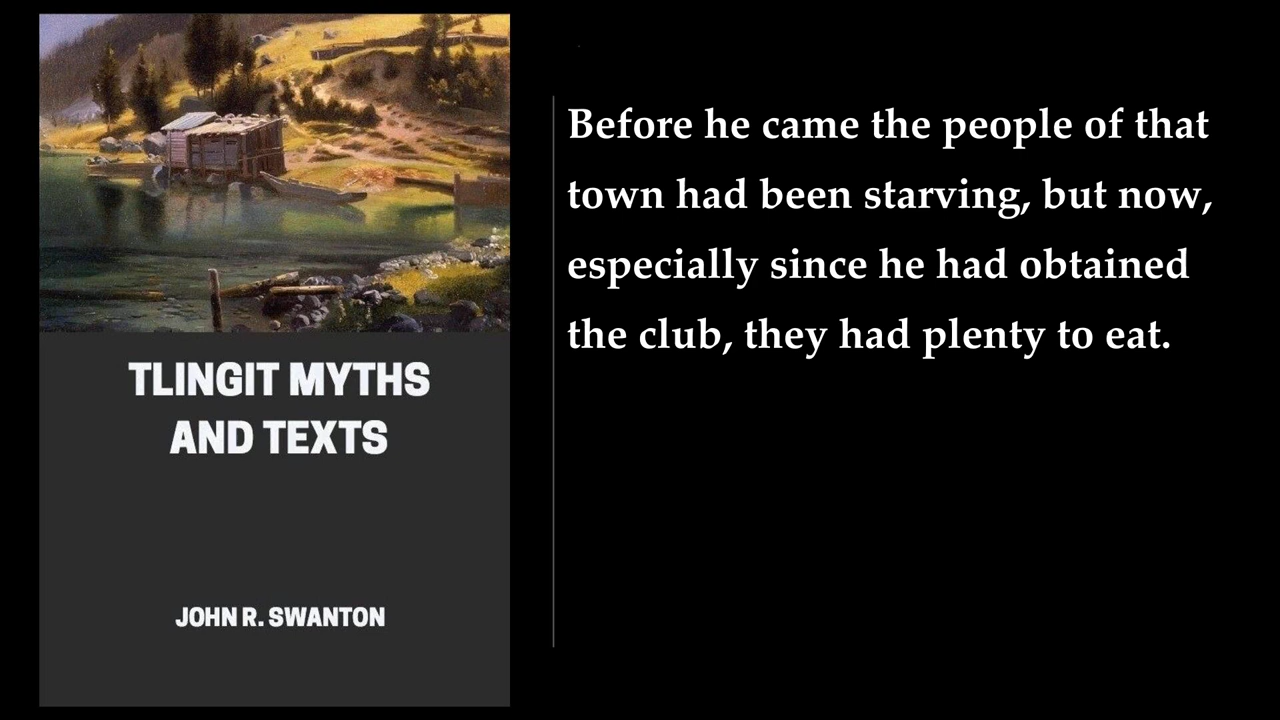 TLINGIT MYTHS
AND TEXTS
JOHN R. SWANTON
Before he came the people of that
town had been starving, but now,
especially since he had obtained
the club, they had plenty to eat.